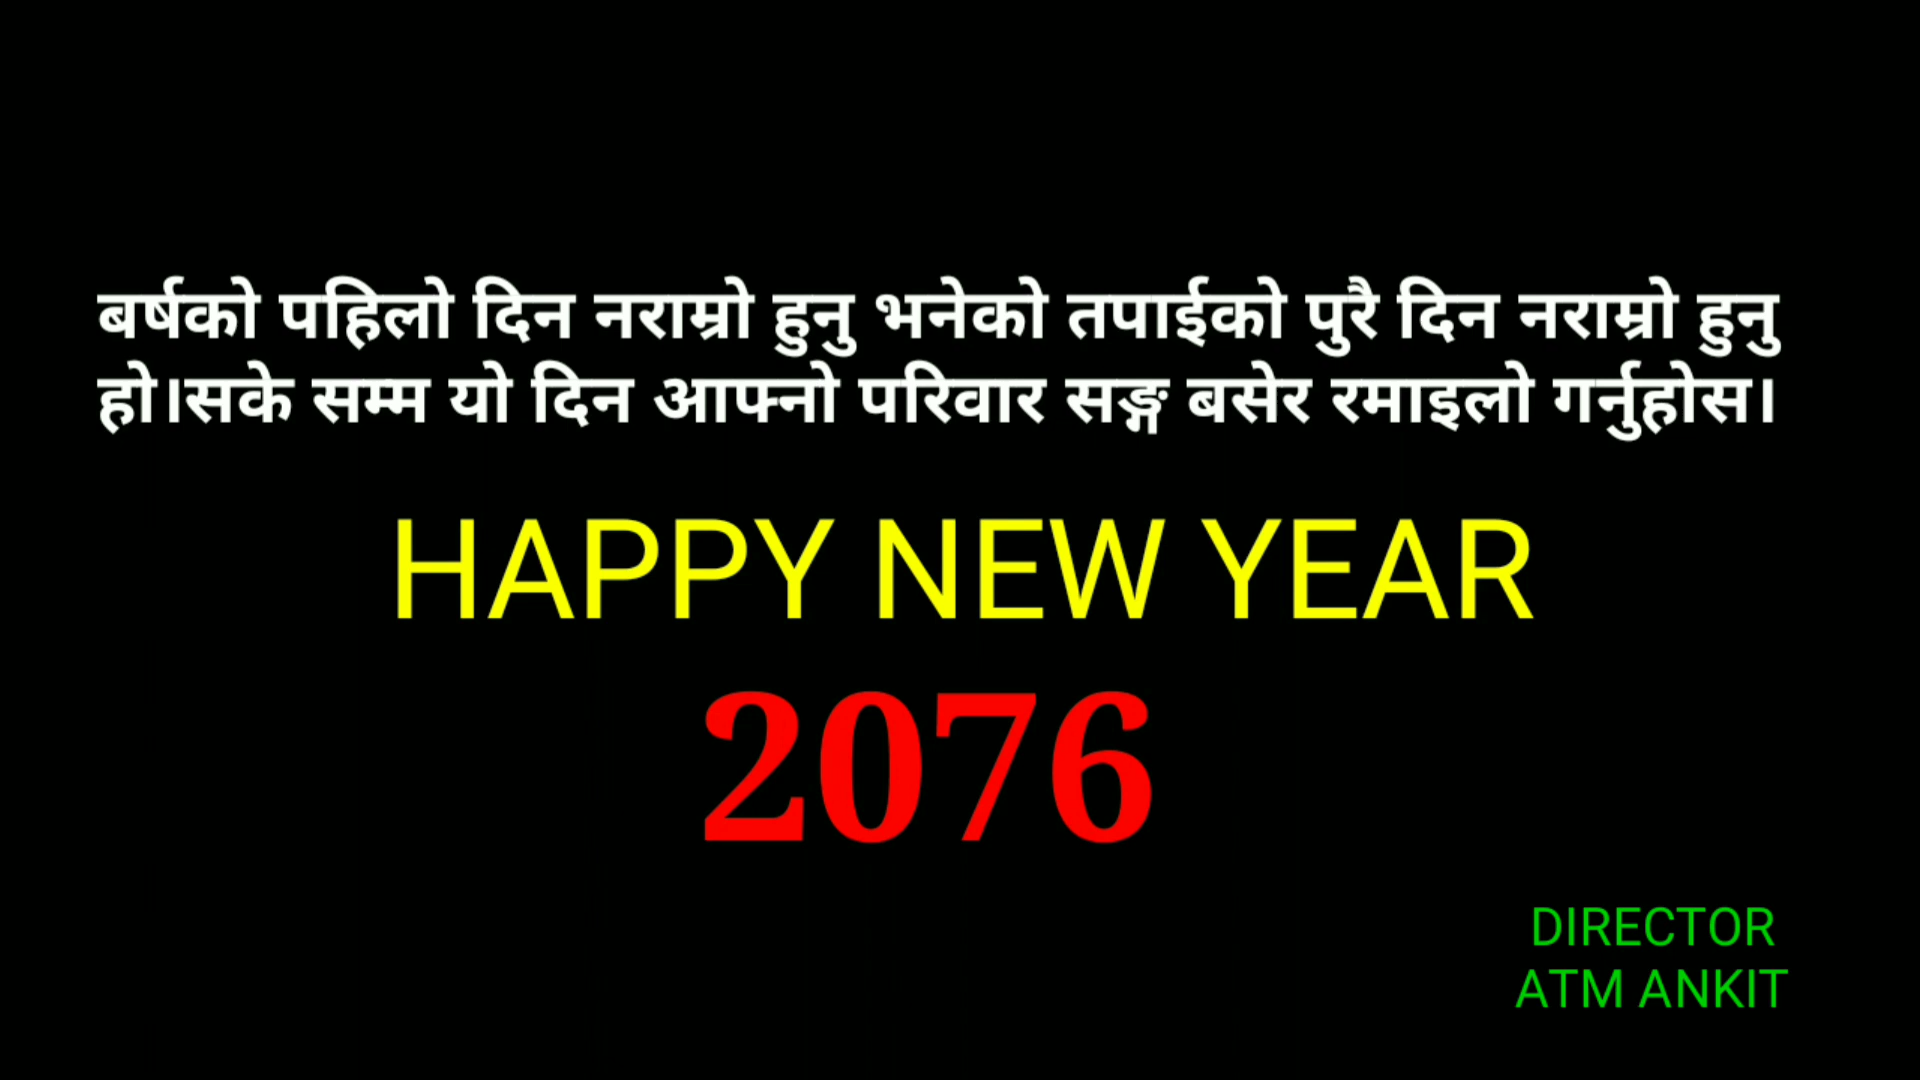 बर्षको पहिलो दिन नराम्रो हुनु भनेको तपाईको पुरै दिन नराम्रो हुनु
हो।सके सम्म यो दिन आफ्नो परिवार सङ्ग बसेर रमाइलो गर्नुहोस।
HAPPY NEW YEAR
2076
DIRECTOR
ATM ANKIT